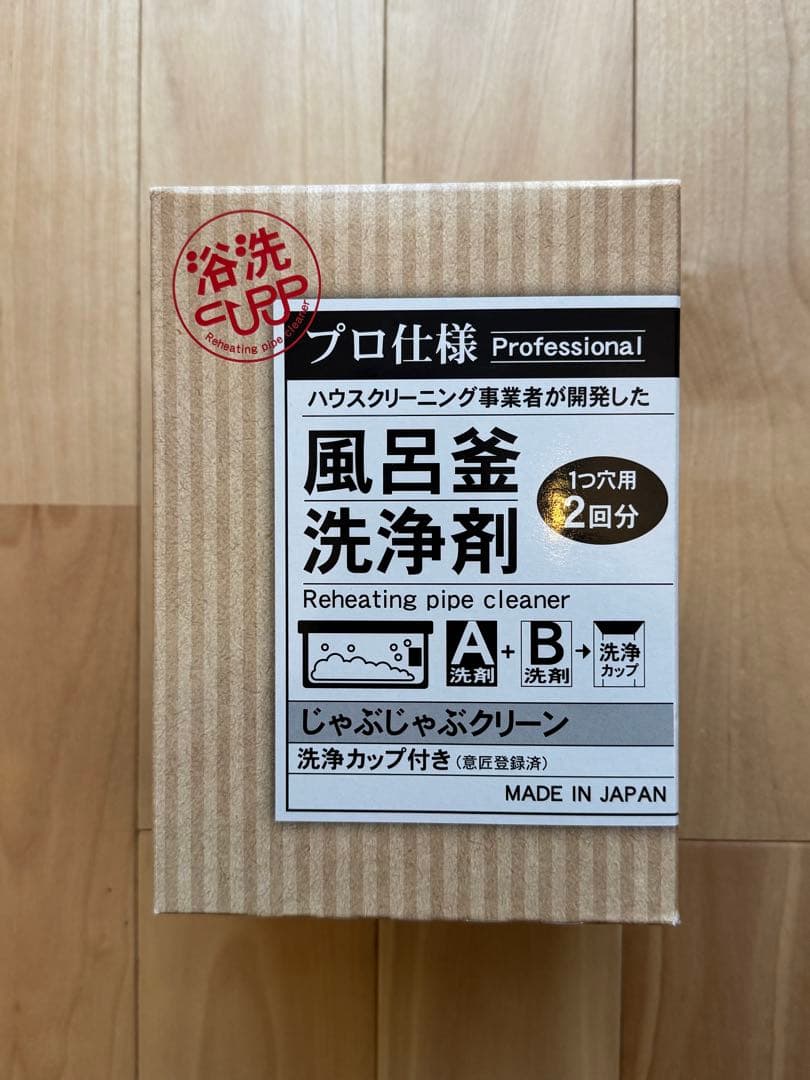 浴洗
CUPP
Reheating pipe cleaner
プロ仕様 Professional
ハウスクリーニング事業者が開発した
風呂釜
洗浄剤
1つ穴用
2回分
Reheating pipe cleaner
A洗剤+B洗剤→洗浄カップ
じゃぶじゃぶクリーン
洗浄カップ付き(意匠登録済)
MADE IN JAPAN